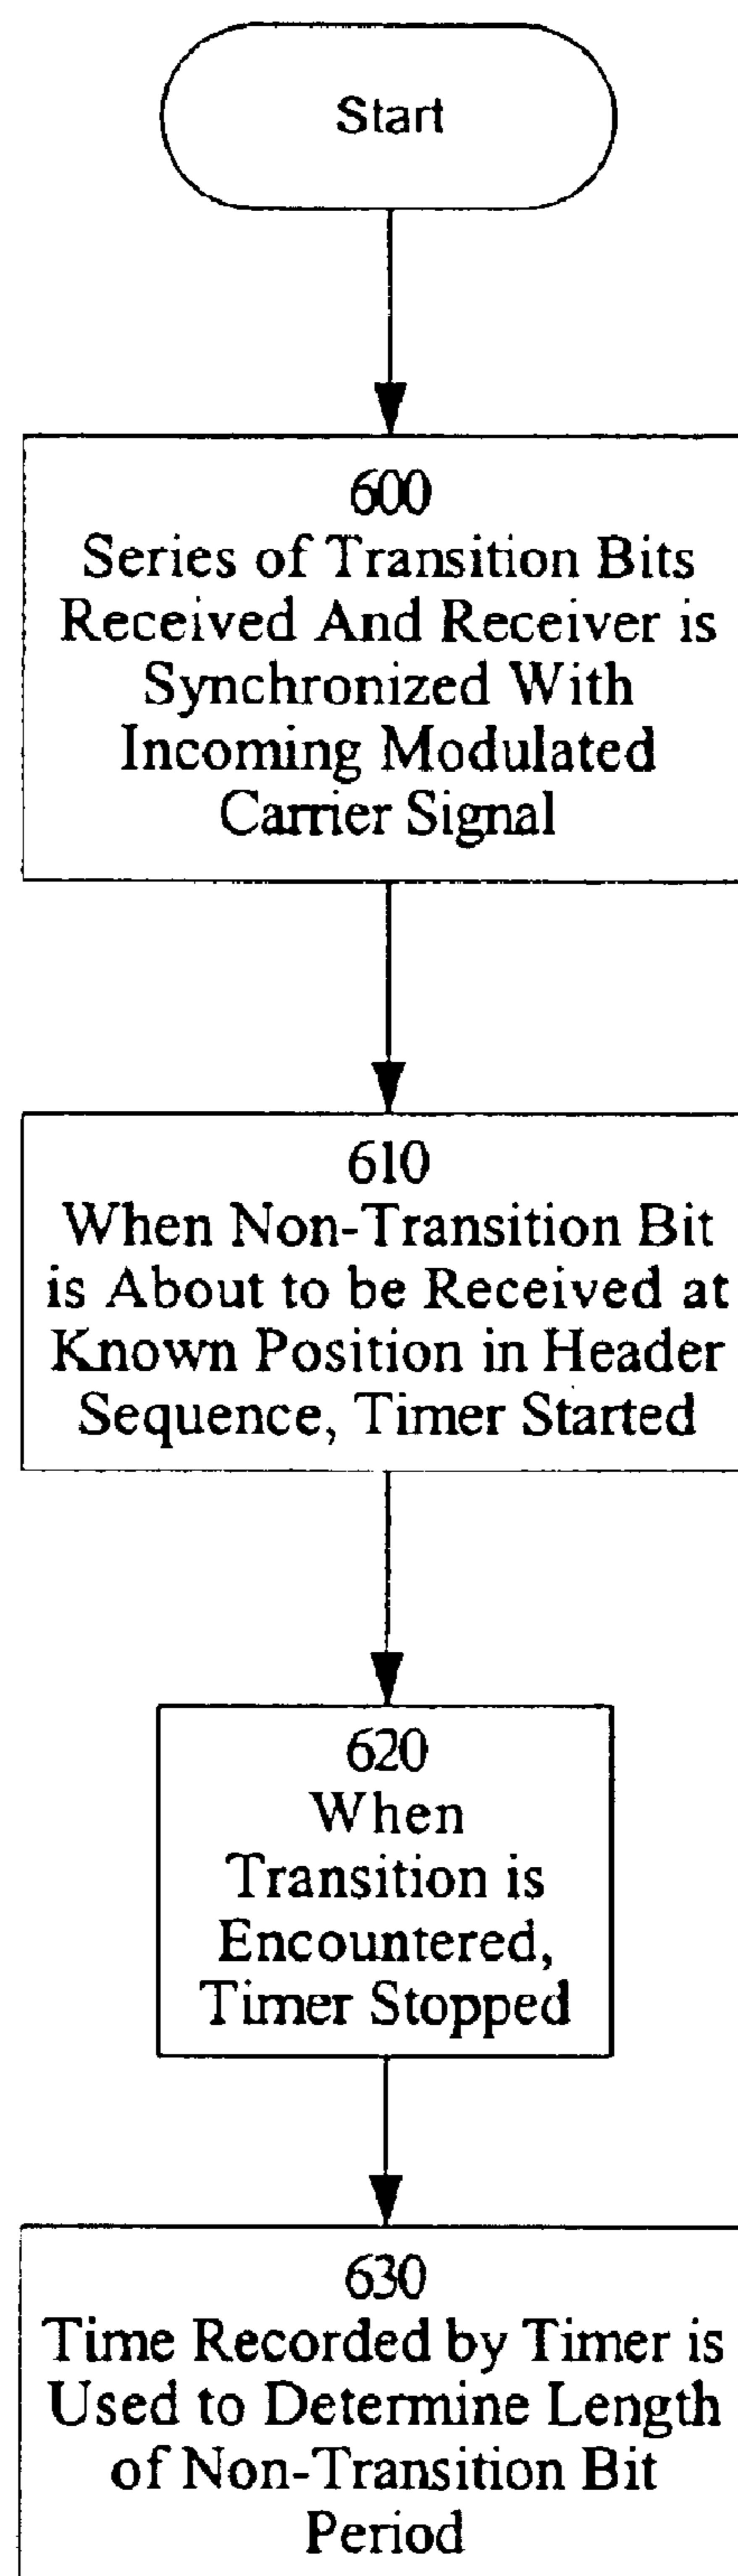 Start
600
Series of Transition Bits
Received And Receiver is
Synchronized With
Incoming Modulated
Carrier Signal
610
When Non-Transition Bit
is About to be Received at
Known Position in Header
Sequence, Timer Started
620
When
Transition is
Encountered,
Timer Stopped
630
Time Recorded by Timer is
Used to Determine Length
of Non-Transition Bit
Period